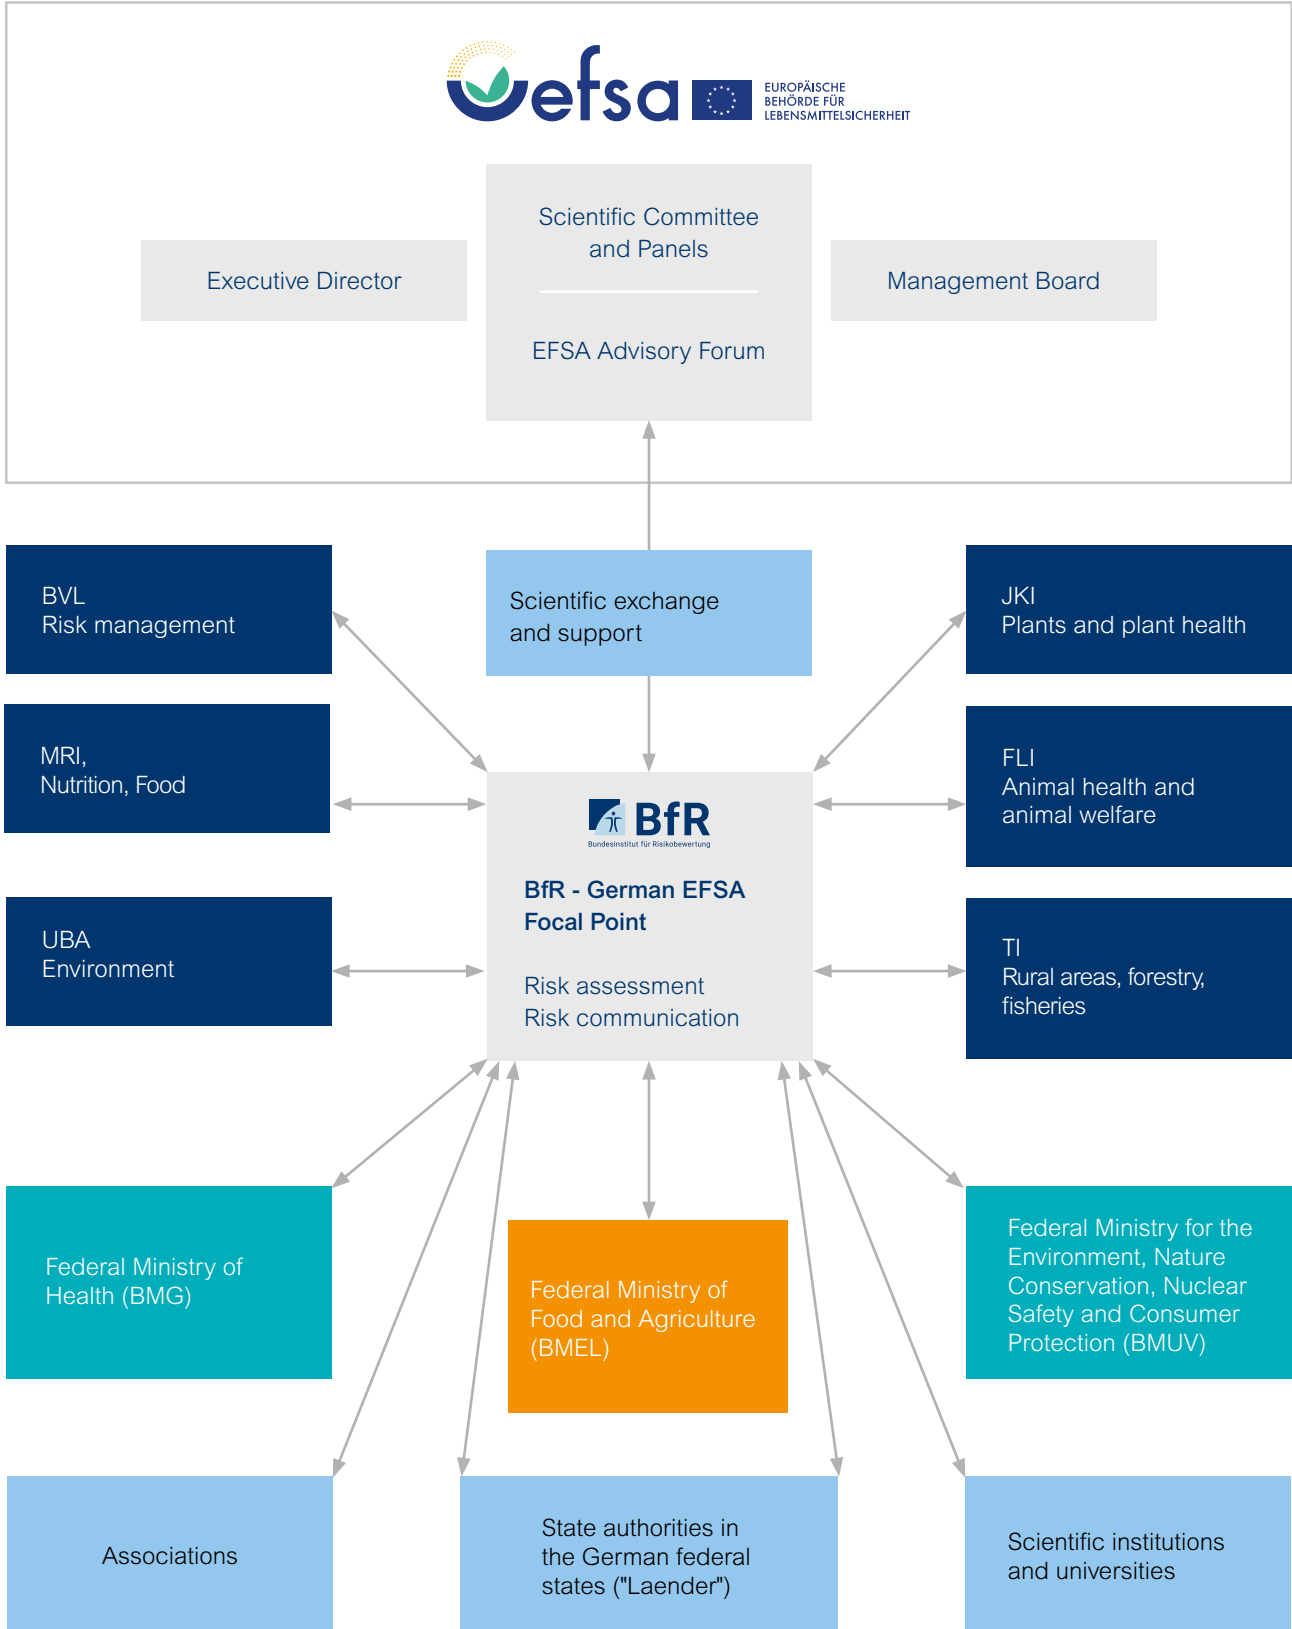 efsa
EUROPÄISCHE
BEHÖRDE FÜR
LEBENSMITTELSICHERHEIT
Scientific Committee
and Panels
Executive Director
Management Board
EFSA Advisory Forum
BVL
Risk management
Scientific exchange
and support
JKI
Plants and plant health
MRI,
Nutrition, Food
FLI
Animal health and
animal welfare
BfR
Bundesinstitut für Risikobewertung
BfR - German EFSA
Focal Point
Risk assessment
Risk communication
UBA
Environment
TI
Rural areas, forestry,
fisheries
Federal Ministry of
Health (BMG)
Federal Ministry of
Food and Agriculture
(BMEL)
Federal Ministry for the
Environment, Nature
Conservation, Nuclear
Safety and Consumer
Protection (BMUV)
Associations
State authorities in
the German federal
states ("Laender")
Scientific institutions
and universities